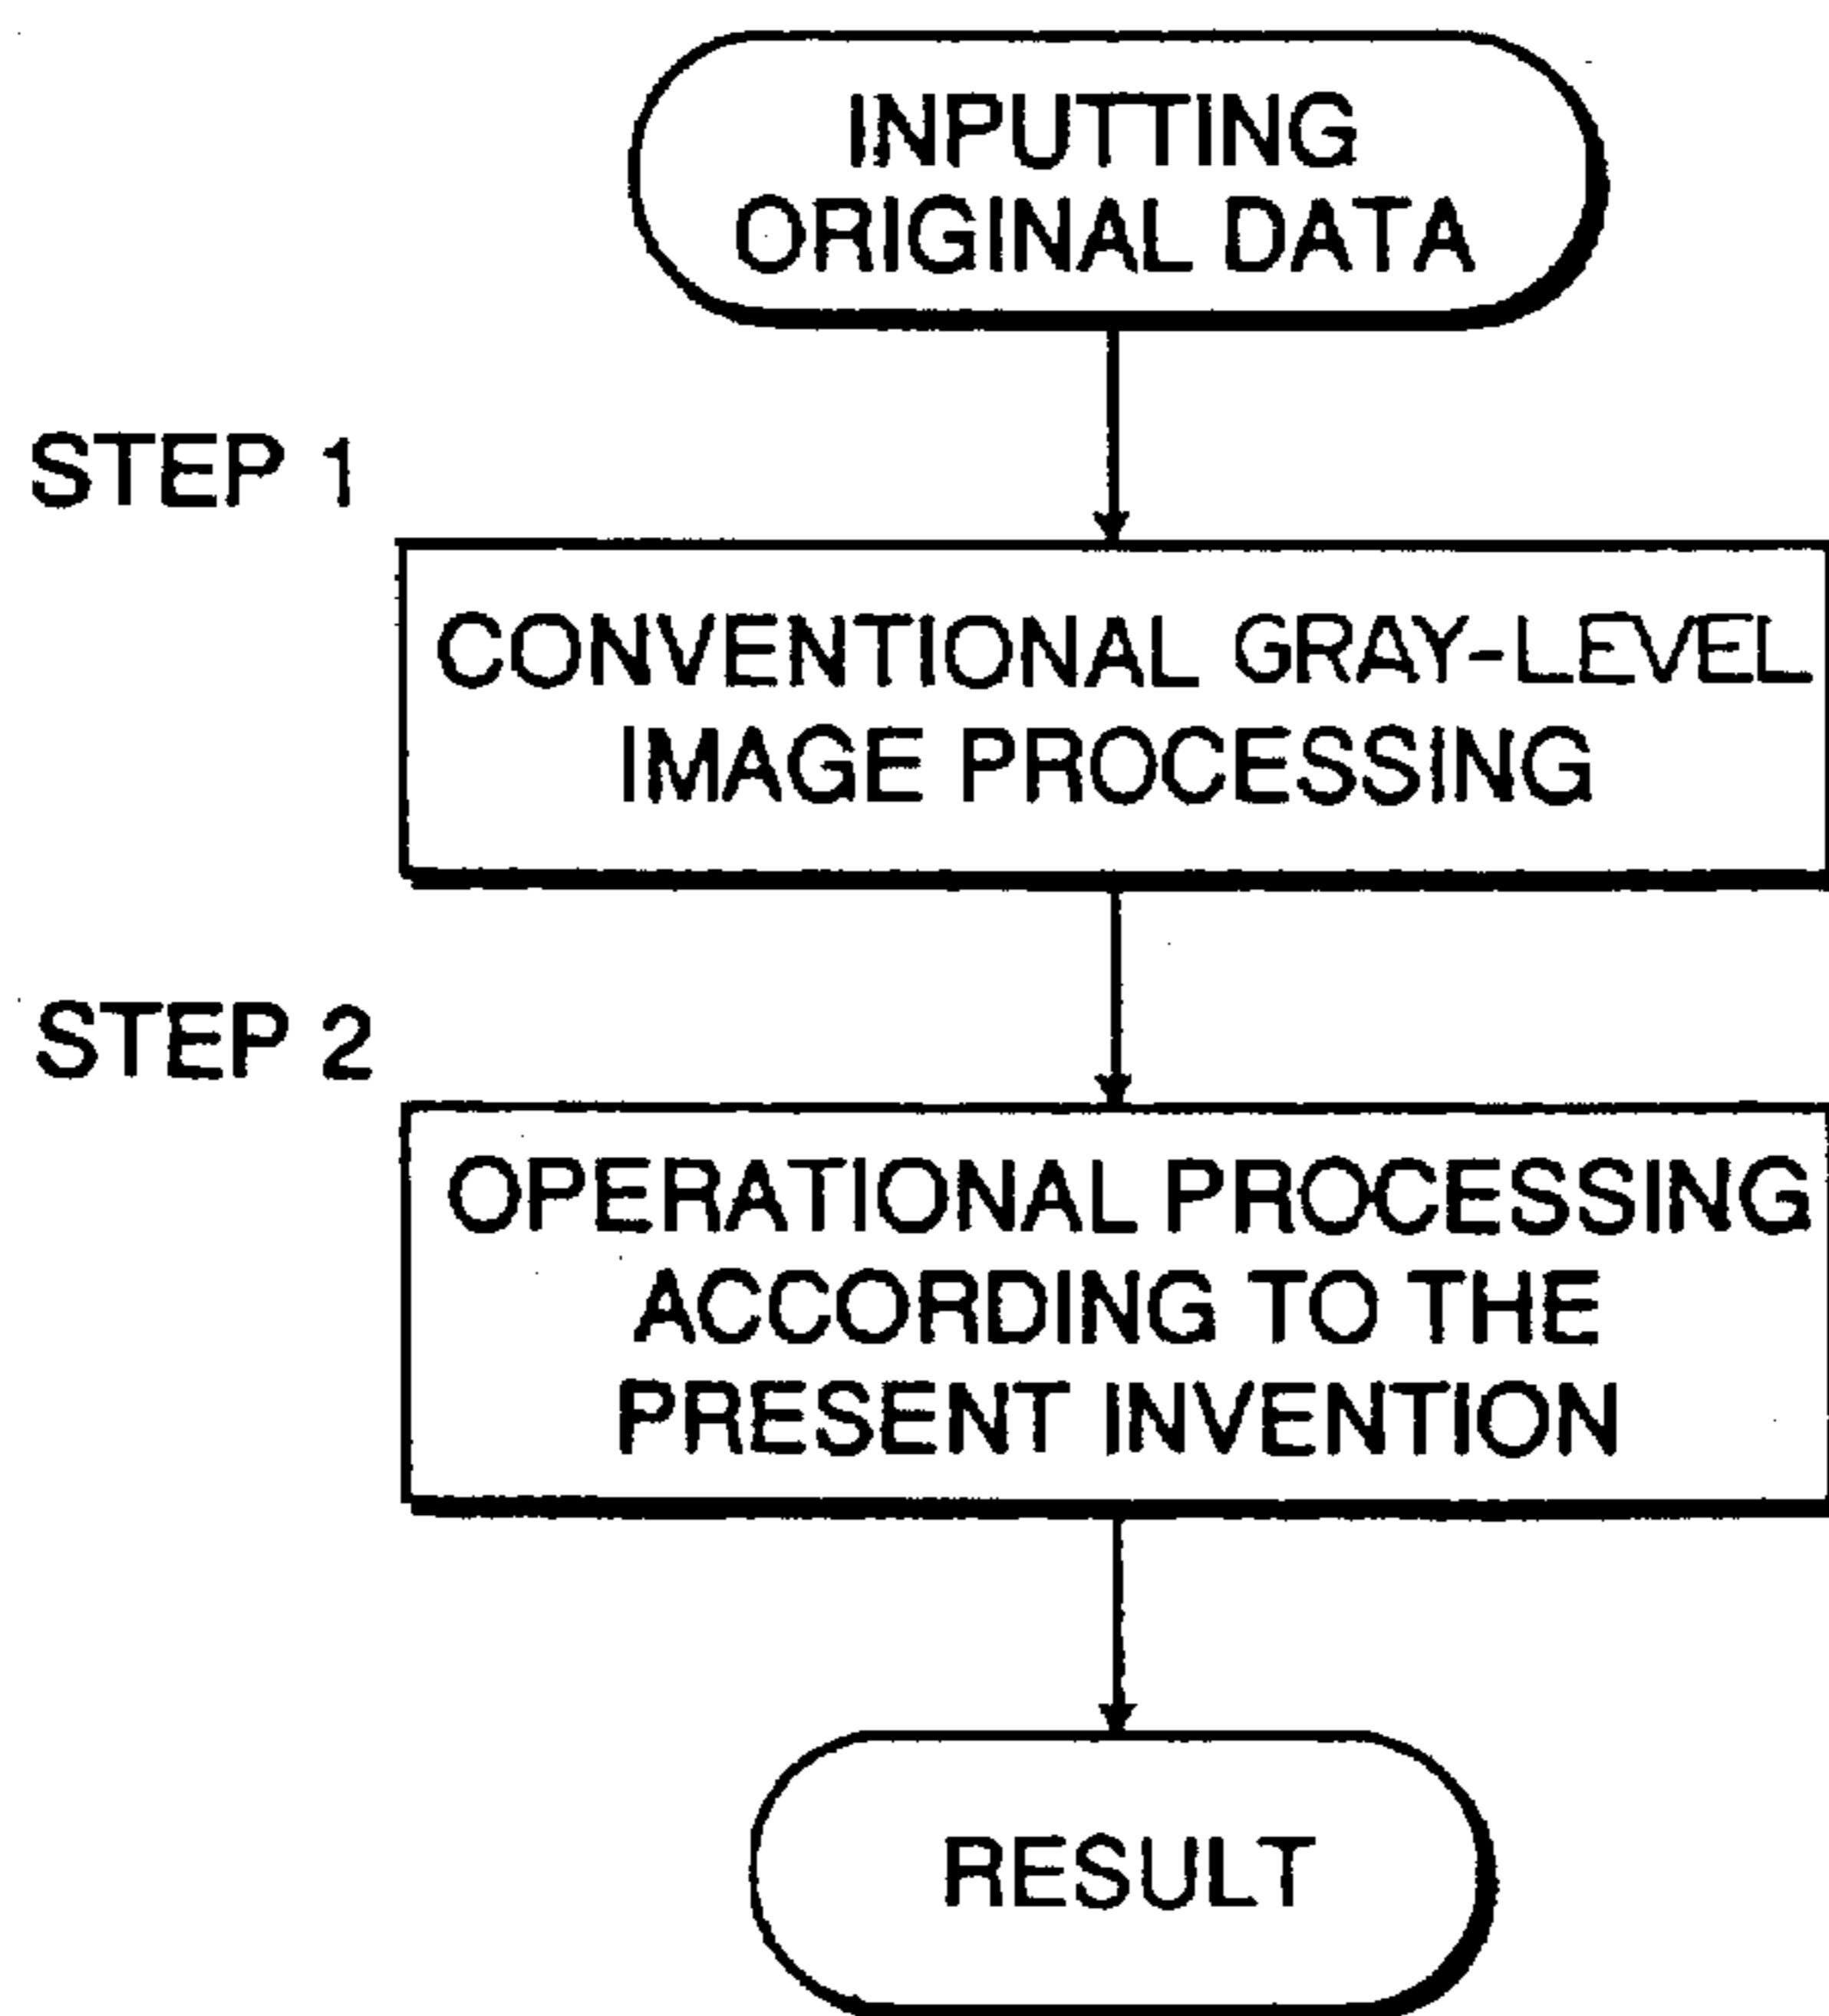 INPUTTING
ORIGINAL DATA
STEP 1
CONVENTIONAL GRAY-LEVEL
IMAGE PROCESSING
STEP 2
OPERATIONAL PROCESSING
ACCORDING TO THE
PRESENT INVENTION
RESULT